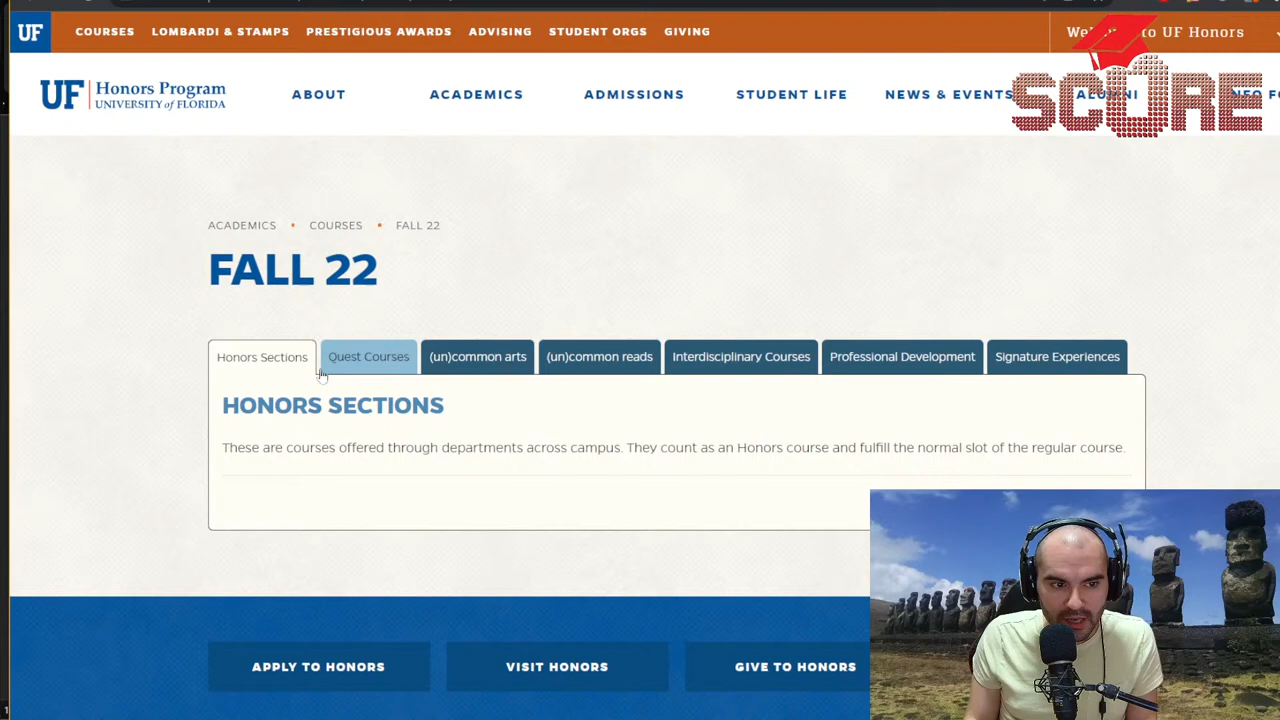 UF
COURSES
LOMBARDI & STAMPS
PRESTIGIOUS AWARDS
ADVISING
STUDENT ORGS
GIVING
to UF Honors
UF Honors Program
UNIVERSITY of FLORIDA
ABOUT
ACADEMICS
ADMISSIONS
STUDENT LIFE
NEWS & EVENTS
ALUMNI
SCORE
ACADEMICS • COURSES • FALL 22
FALL 22
Honors Sections
Quest Courses
(un)common arts
(un)common reads
Interdisciplinary Courses
Professional Development
Signature Experiences
HONORS SECTIONS
These are courses offered through departments across campus. They count as an Honors course and fulfill the normal slot of the regular course.
APPLY TO HONORS
VISIT HONORS
GIVE TO HONORS